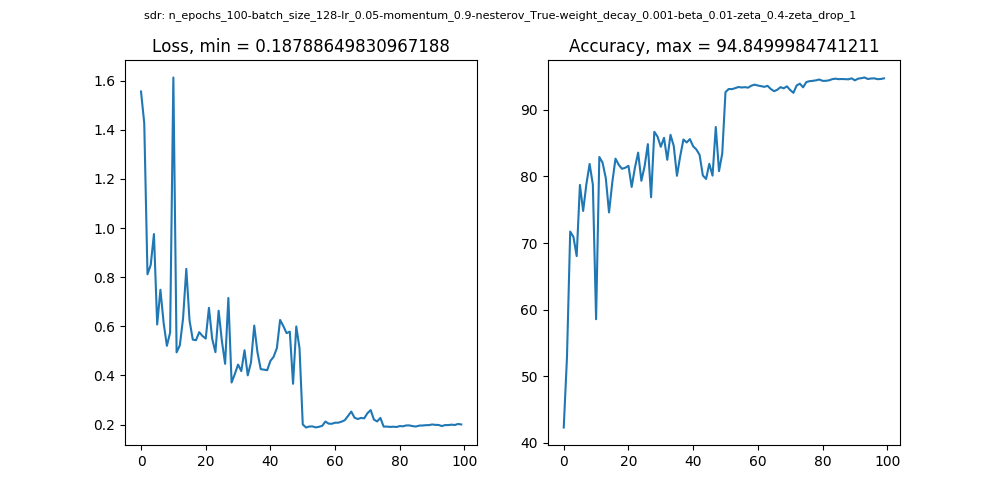 sdr: n_epochs_100-batch_size_128-lr_0.05-momentum_0.9-nesterov_True-weight_decay_0.001-beta_0.01-zeta_0.4-zeta_drop_1
Loss, min = 0.18788649830967188
1.6
1.4
1.2
1.0
0.8
0.6
0.4
0.2
0 20 40 60 80 100
Accuracy, max = 94.8499984741211
90
80
70
60
50
40
0 20 40 60 80 100